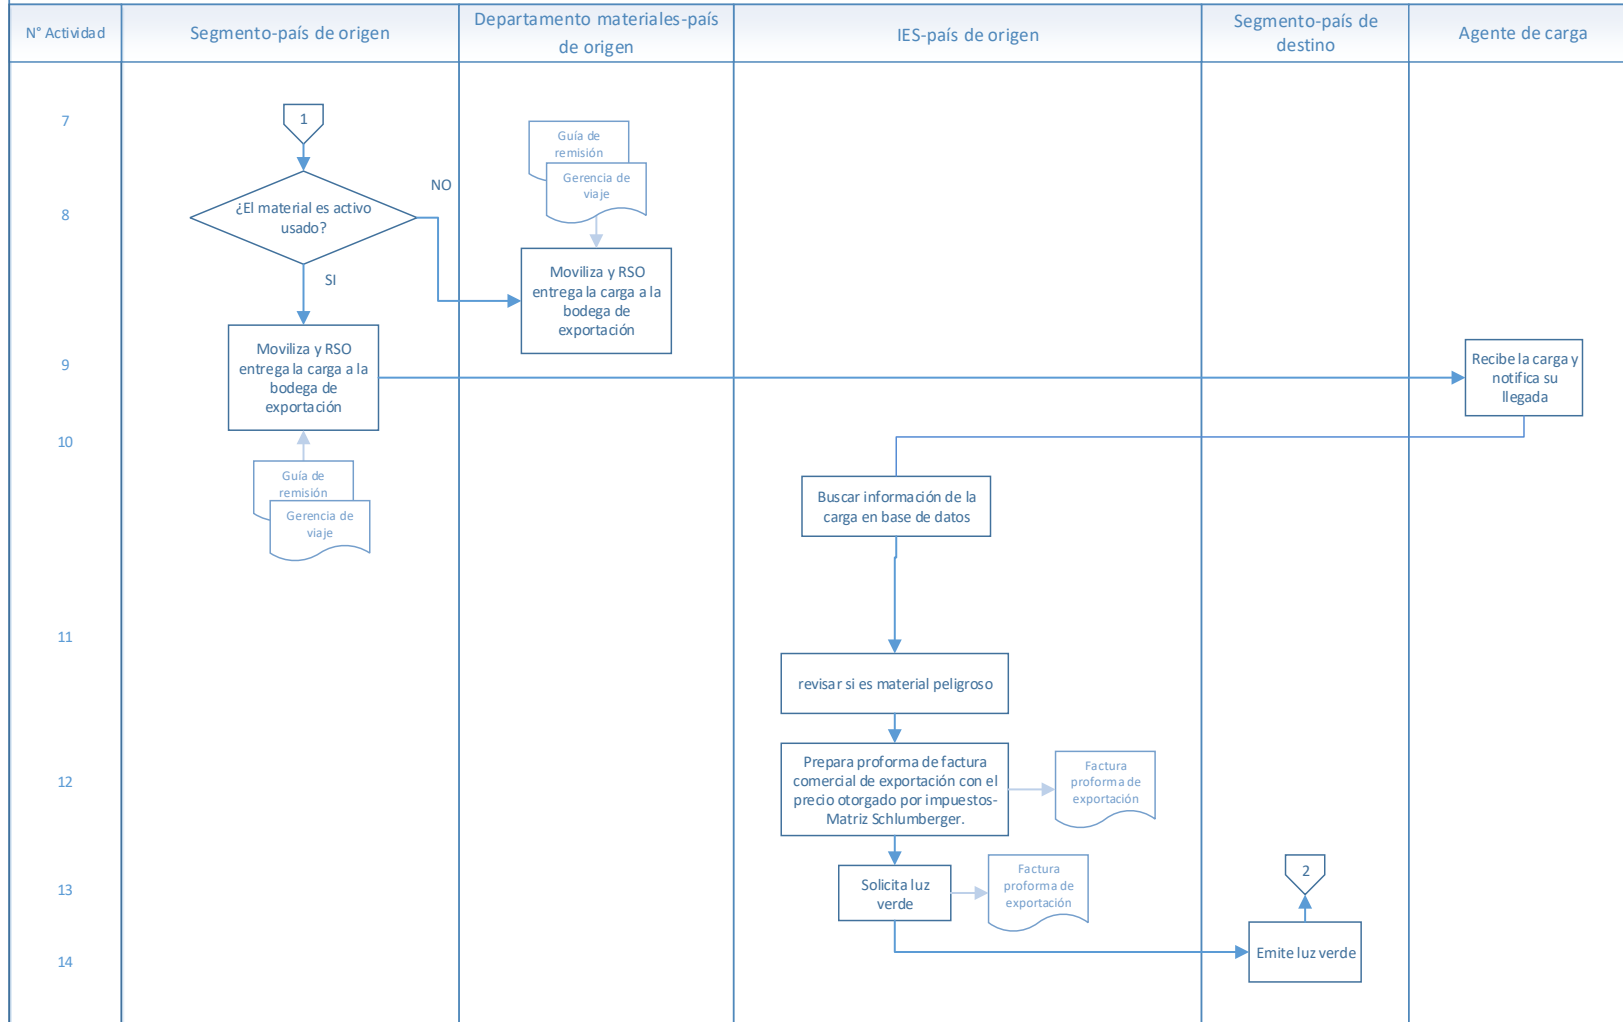 N° Actividad
Segmento-país de origen
Departamento materiales-país
de origen
IES-país de origen
Segmento-país de
destino
Agente de carga
7
1
Guía de
remisión
Gerencia de
viaje
8
¿El material es activo
usado?
NO
SI
Moviliza y RSO
entrega la carga a la
bodega de
exportación
9
Moviliza y RSO
entrega la carga a la
bodega de
exportación
Recibe la carga y
notifica su
llegada
10
Guía de
remisión
Gerencia de
viaje
Buscar información de la
carga en base de datos
11
revisar si es material peligroso
12
Prepara proforma de factura
comercial de exportación con el
precio otorgado por impuestos-
Matriz Schlumberger.
Factura
proforma de
exportación
13
Solicita luz
verde
Factura
proforma de
exportación
2
14
Emite luz verde